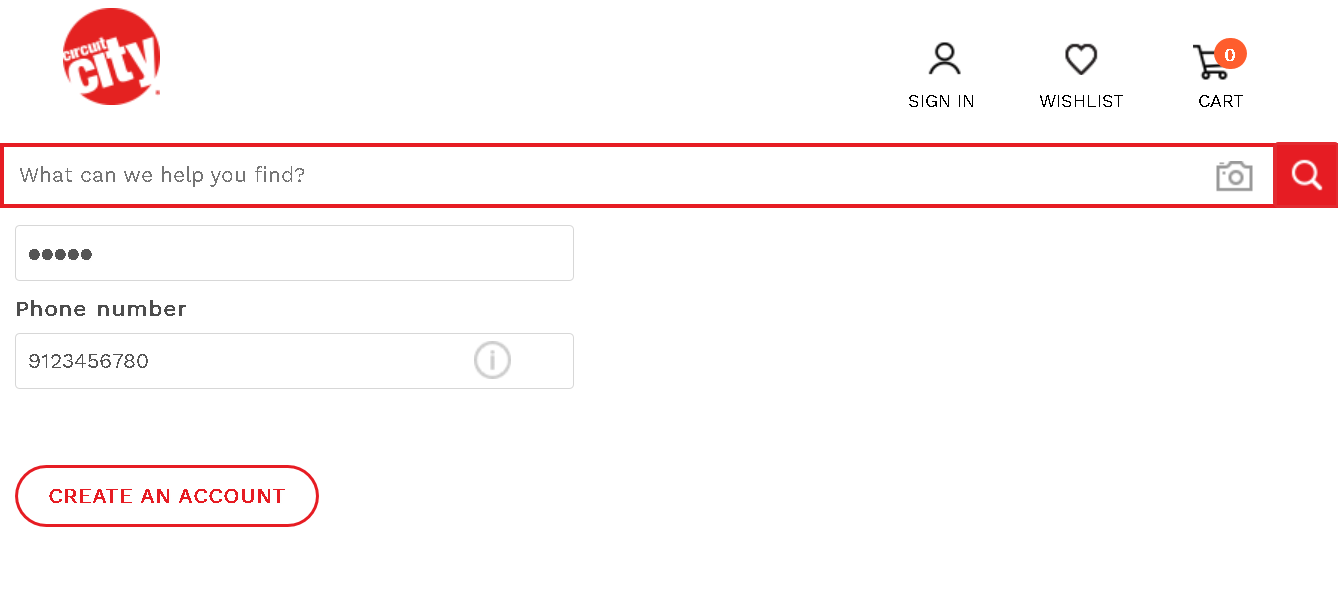 circuit
city
0
SIGN IN
WISHLIST
CART
What can we help you find?
•••••
Phone number
9123456780
CREATE AN ACCOUNT